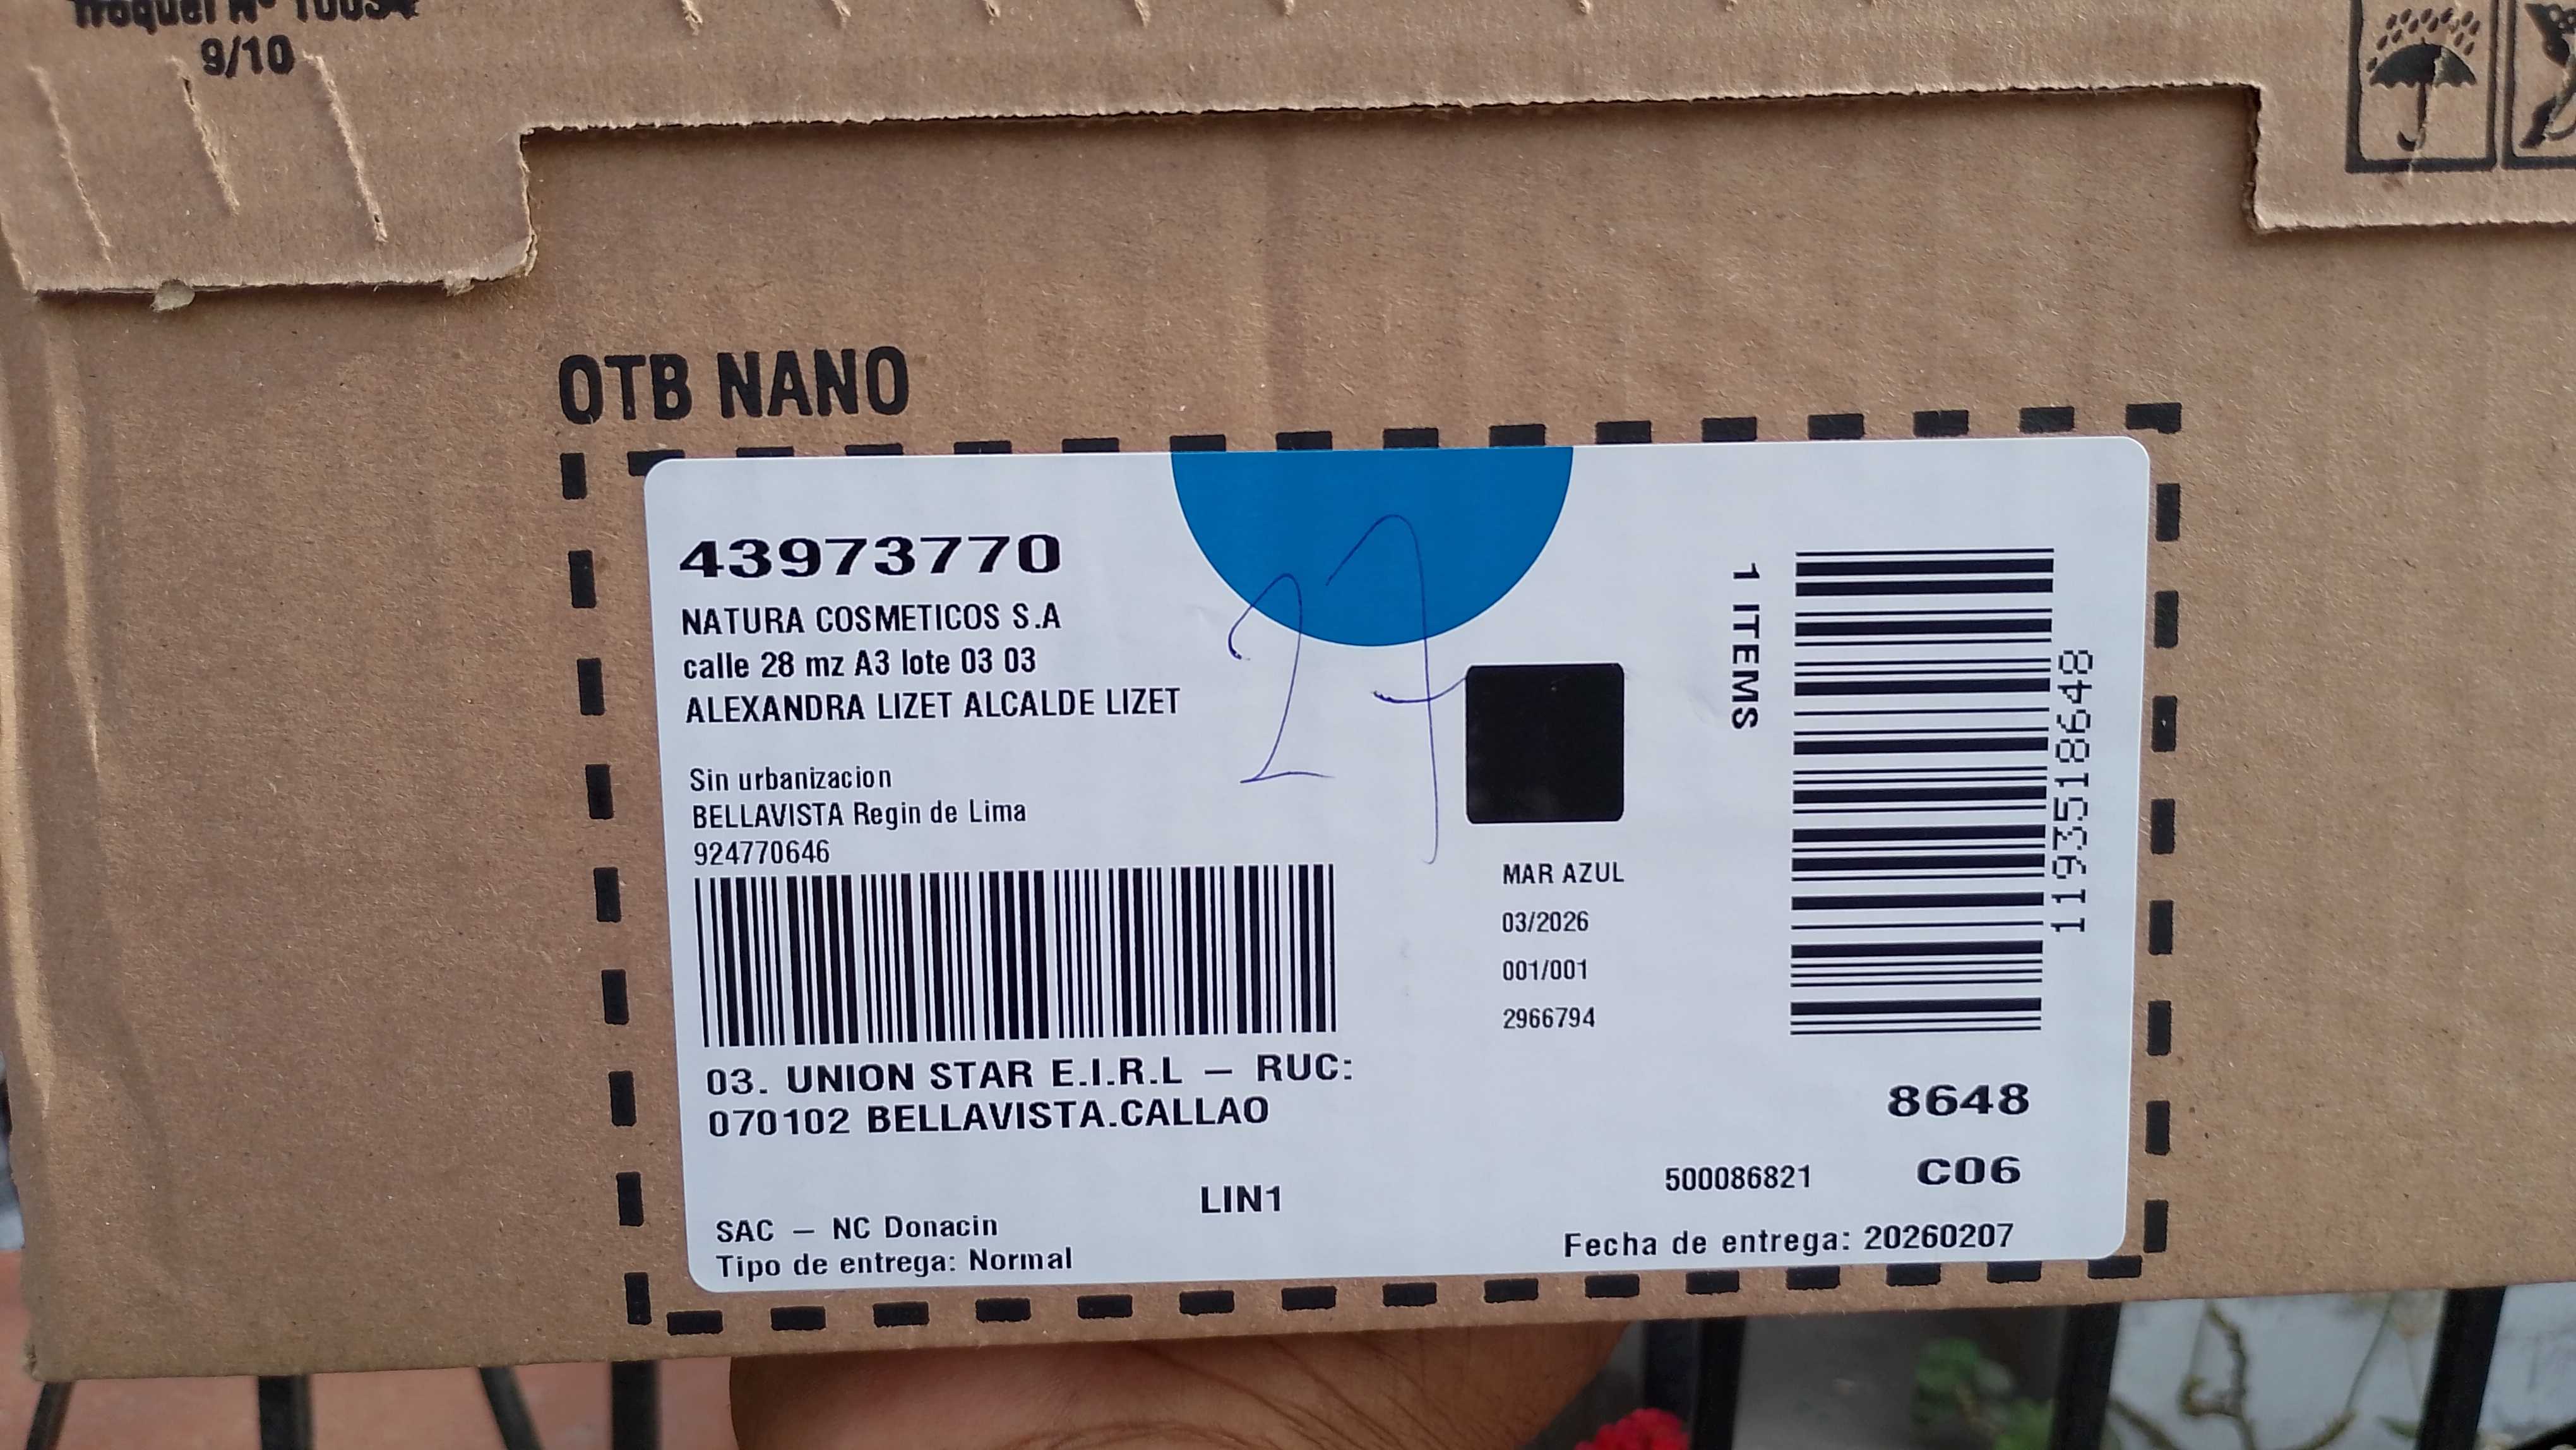 9/10
OTB NANO
43973770
NATURA COSMETICOS S.A
calle 28 mz A3 lote 03 03
ALEXANDRA LIZET ALCALDE LIZET
Sin urbanizacion
BELLAVISTA Regin de Lima
924770646
03. UNION STAR E.I.R.L – RUC:
070102 BELLAVISTA.CALLAO
LIN1
SAC – NC Donacin
Tipo de entrega: Normal
27
MAR AZUL
03/2026
001/001
2966794
1 ITEMS
1193518648
8648
500086821 C06
Fecha de entrega: 20260207